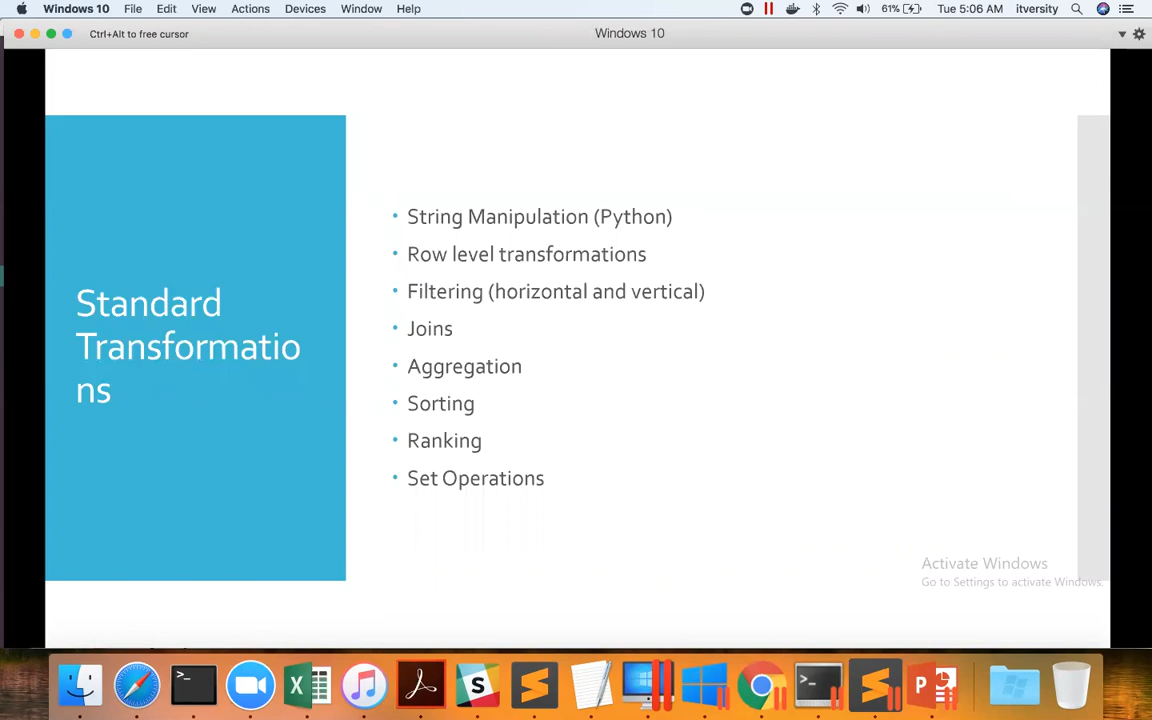 Windows 10 File Edit View Actions Devices Window Help 61% Tue 5:06 AM itversity
Ctrl+Alt to free cursor Windows 10
Standard
Transformatio
ns
• String Manipulation (Python)
• Row level transformations
• Filtering (horizontal and vertical)
• Joins
• Aggregation
• Sorting
• Ranking
• Set Operations
Activate Windows
Go to Settings to activate Windows.